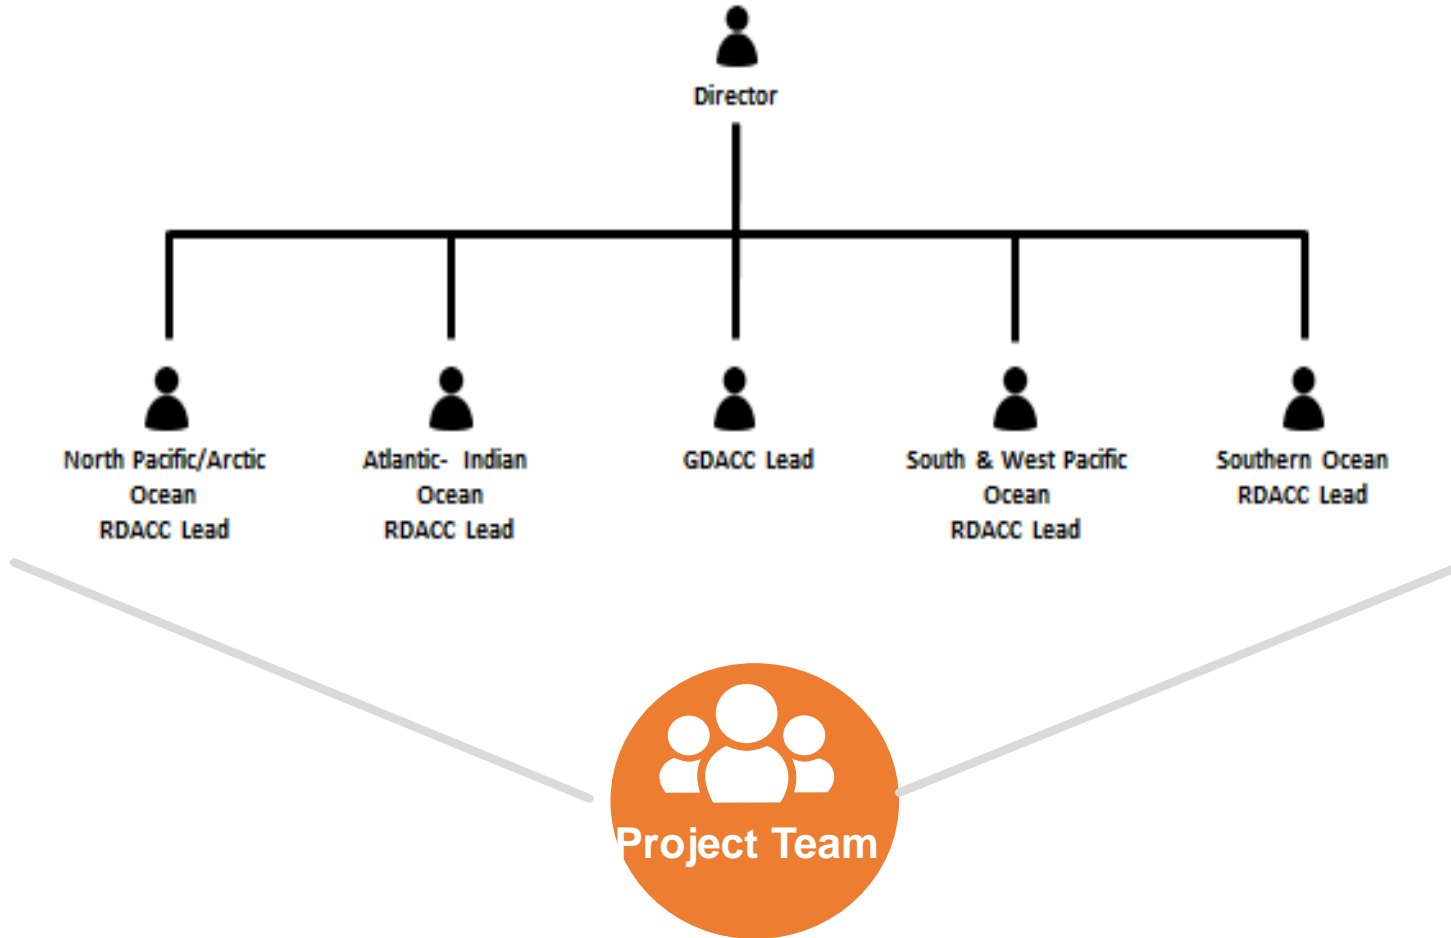 Director
North Pacific/Arctic
Ocean
RDACC Lead
Atlantic- Indian
Ocean
RDACC Lead
GDACC Lead
South & West Pacific
Ocean
RDACC Lead
Southern Ocean
RDACC Lead
Project Team